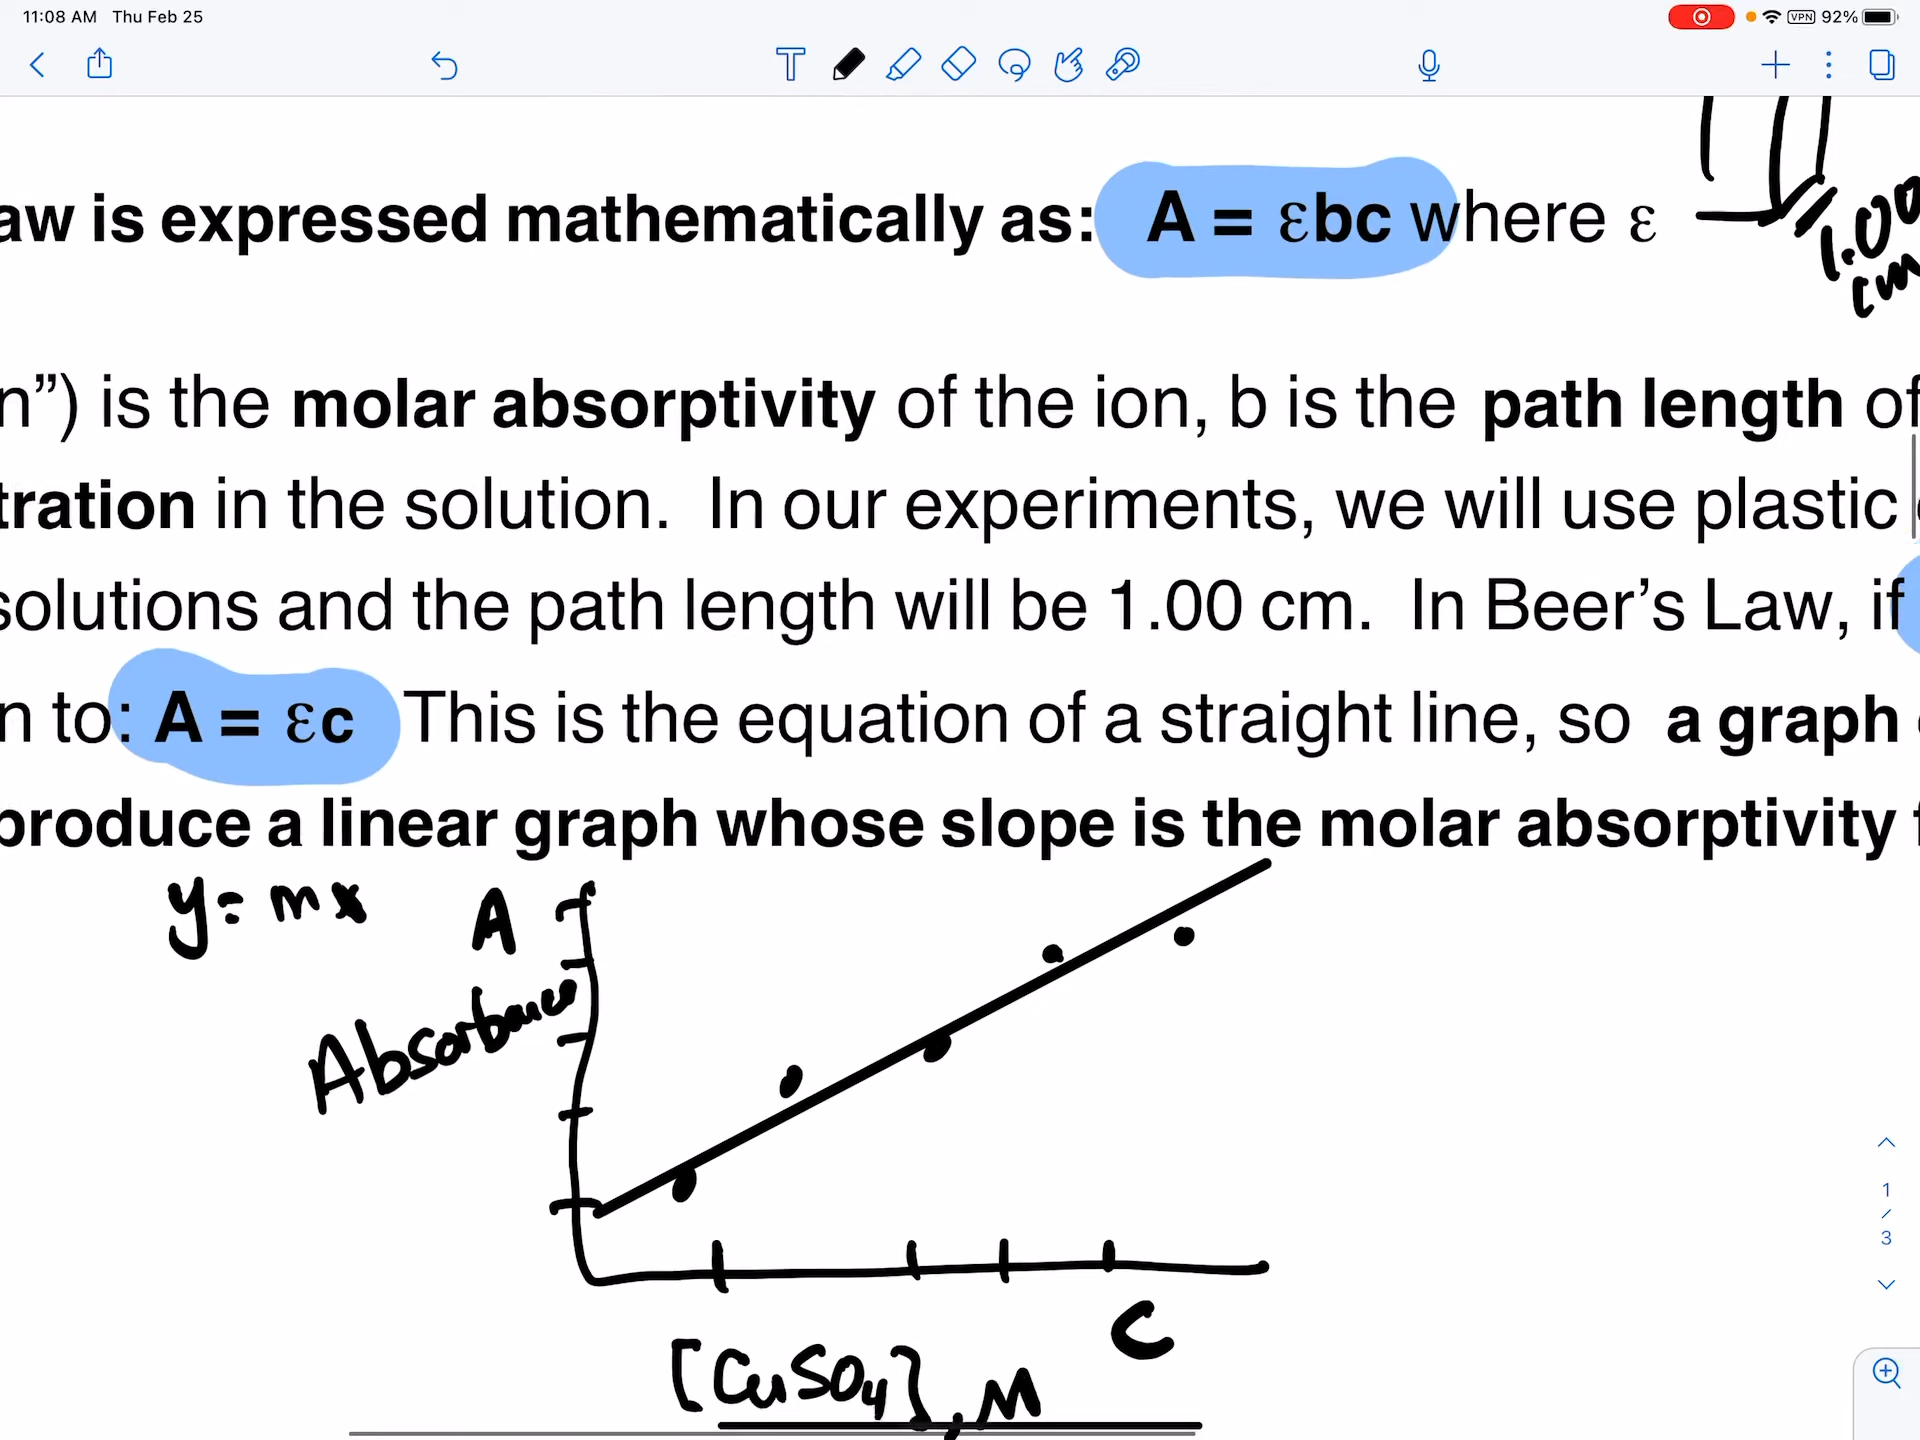 11:08 AM Thu Feb 25
VPN 92%
aw is expressed mathematically as: A = εbc where ε
1.00
cm
n”) is the molar absorptivity of the ion, b is the path length of
tration in the solution. In our experiments, we will use plastic
solutions and the path length will be 1.00 cm. In Beer’s Law, if
n to: A = εc This is the equation of a straight line, so a graph
produce a linear graph whose slope is the molar absorptivity f
y = mx
A
Absorbance
1
/
3
C
[CuSO4], M